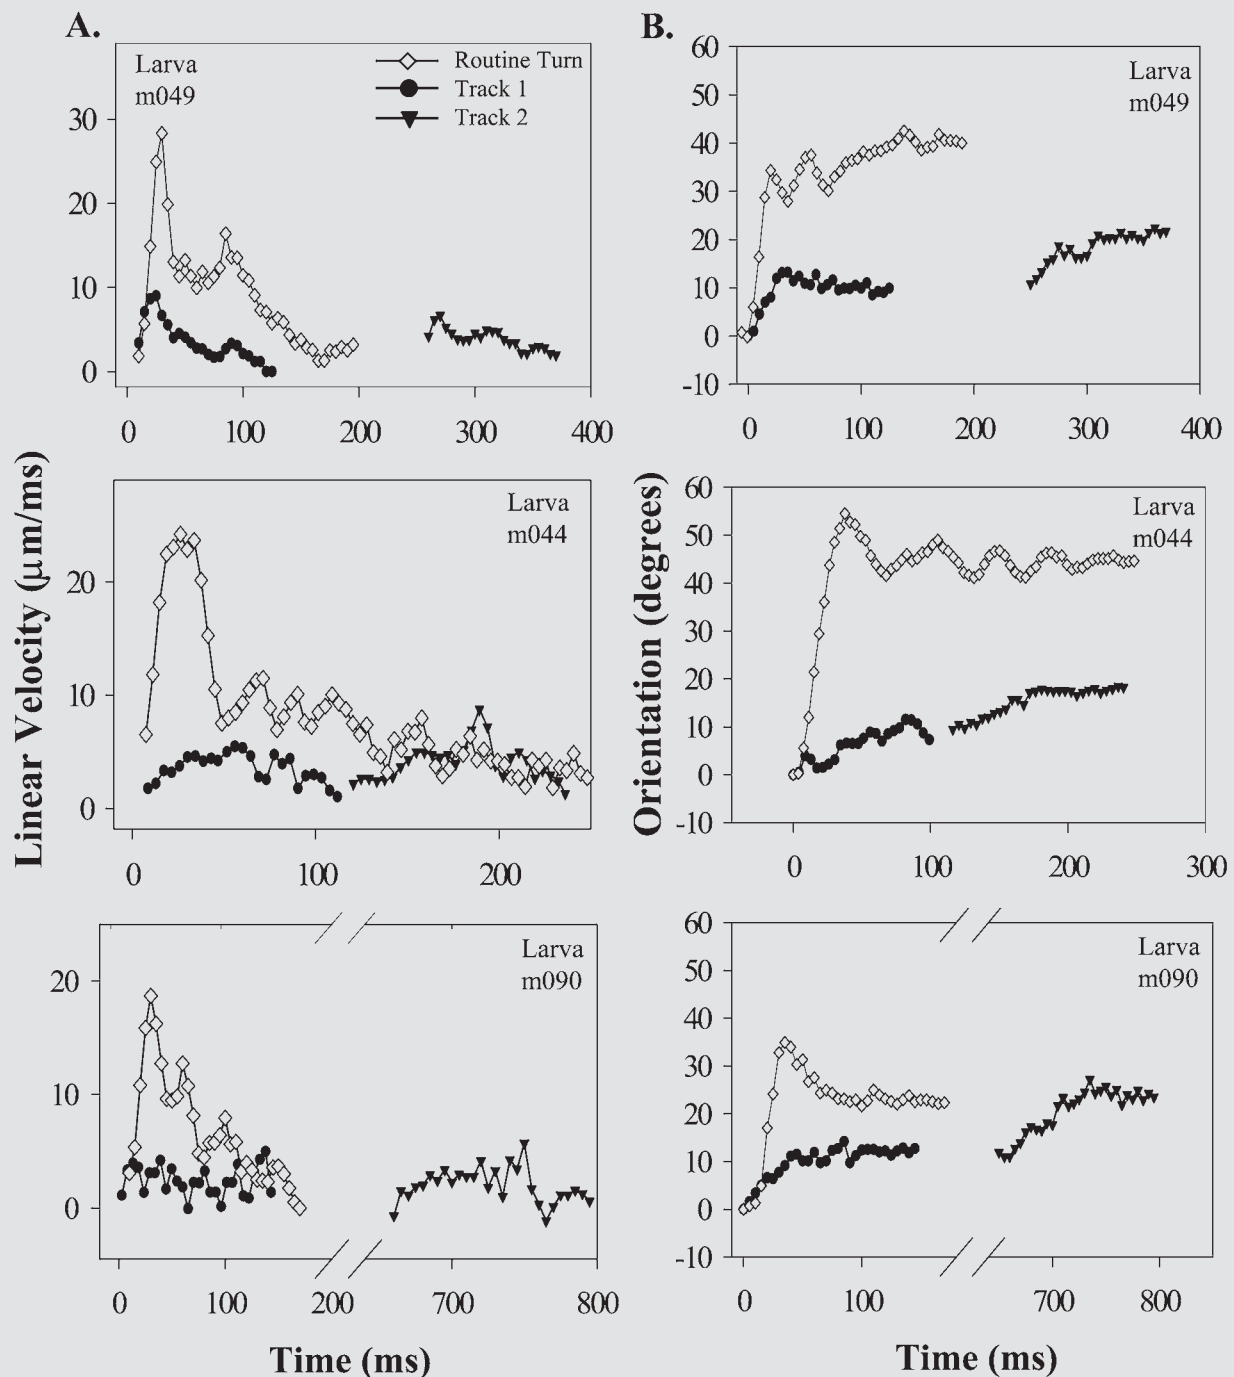 A.
Larva
m049
Routine Turn
Track 1
Track 2
30
20
10
0
0 100 200 300 400
B.
Larva
m049
60
50
40
30
20
10
0
-10
0 100 200 300 400
Linear Velocity (μm/ms)
Larva
m044
20
10
0
0 100 200
Orientation (degrees)
Larva
m044
60
50
40
30
20
10
0
-10
0 100 200 300
Larva
m090
20
10
0
0 100 200 700 800
Time (ms)
Larva
m090
60
50
40
30
20
10
0
-10
0 100 700 800
Time (ms)